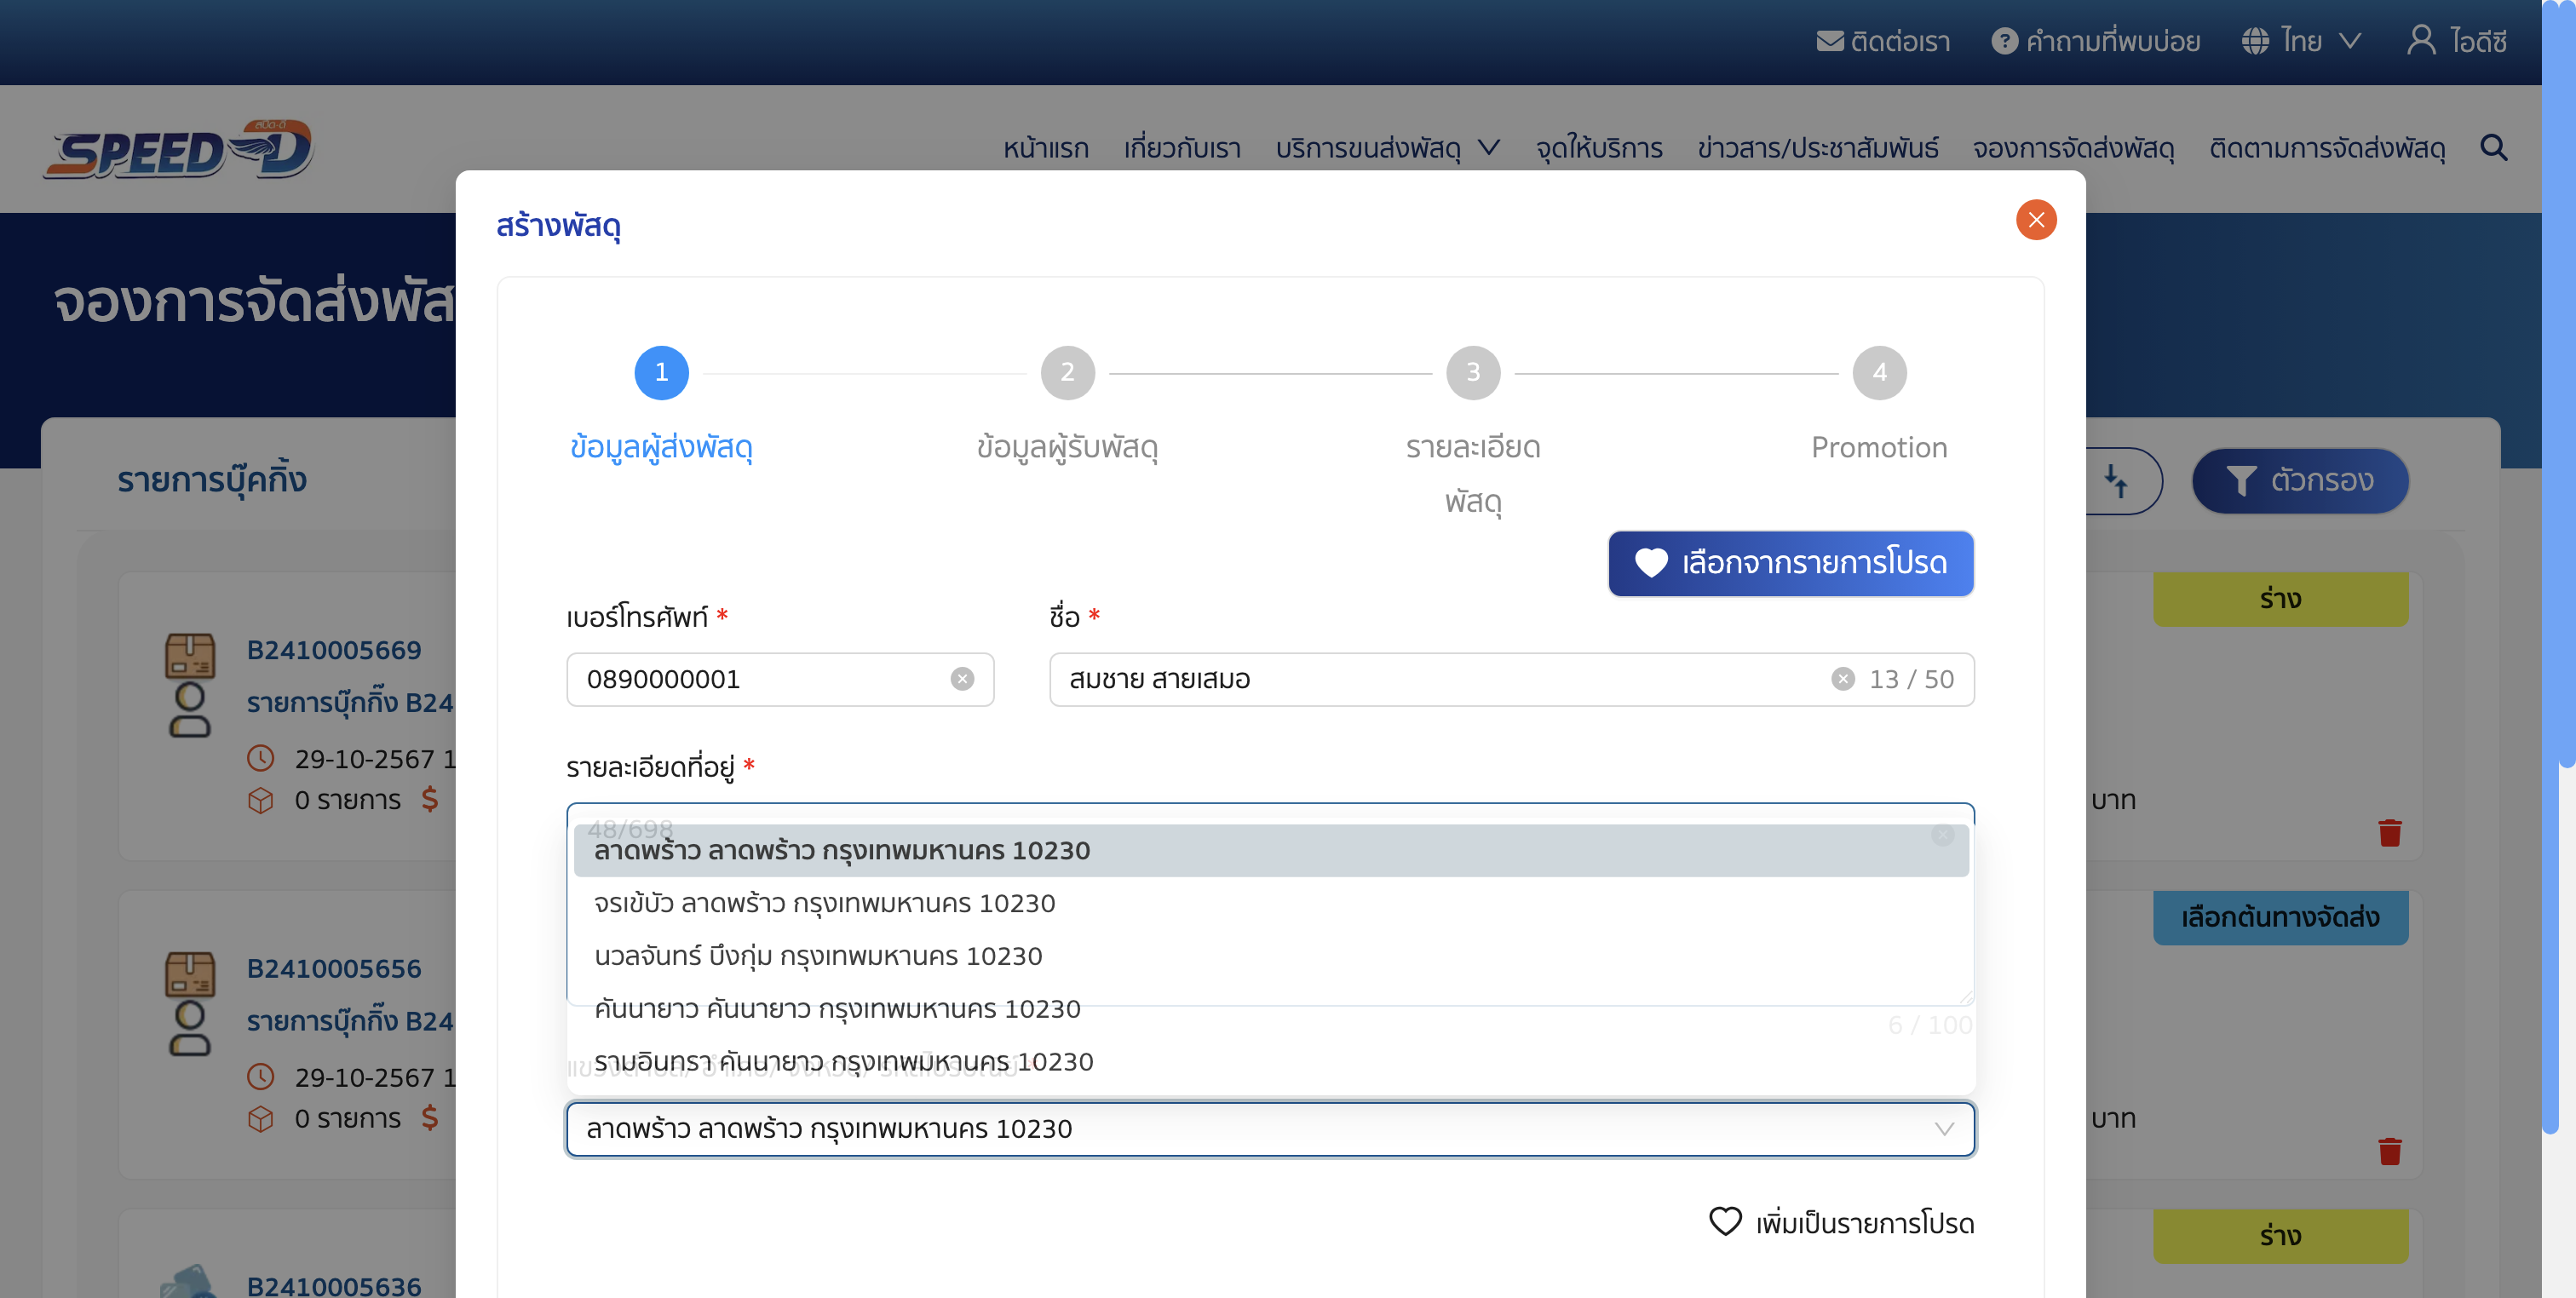 ติดต่อเรา คำถามที่พบบ่อย ไทย ไอดีซี
สปีด-ดี
SPEED-D
หน้าแรก เกี่ยวกับเรา บริการขนส่งพัสดุ จุดให้บริการ ข่าวสาร/ประชาสัมพันธ์ จองการจัดส่งพัสดุ ติดตามการจัดส่งพัสดุ
จองการจัดส่งพัส
รายการบุ๊คกิ้ง
ตัวกรอง
B2410005669
รายการบุ๊กกิ๊ง B24
29-10-2567 1
0 รายการ
B2410005656
รายการบุ๊กกิ๊ง B24
29-10-2567 1
0 รายการ
B2410005636
สร้างพัสดุ
1 2 3 4
ข้อมูลผู้ส่งพัสดุ ข้อมูลผู้รับพัสดุ รายละเอียด Promotion
พัสดุ
เลือกจากรายการโปรด
เบอร์โทรศัพท์ * ชื่อ *
0890000001 สมชาย สายเสมอ 13 / 50
รายละเอียดที่อยู่ *
48/698
ลาดพร้าว ลาดพร้าว กรุงเทพมหานคร 10230
จรเข้บัว ลาดพร้าว กรุงเทพมหานคร 10230
นวลจันทร์ บึงกุ่ม กรุงเทพมหานคร 10230
คันนายาว คันนายาว กรุงเทพมหานคร 10230
6 / 100
รามอินทรา คันนายาว กรุงเทพมหานคร 10230
ลาดพร้าว ลาดพร้าว กรุงเทพมหานคร 10230
เพิ่มเป็นรายการโปรด
ร่าง
บาท
เลือกต้นทางจัดส่ง
บาท
ร่าง